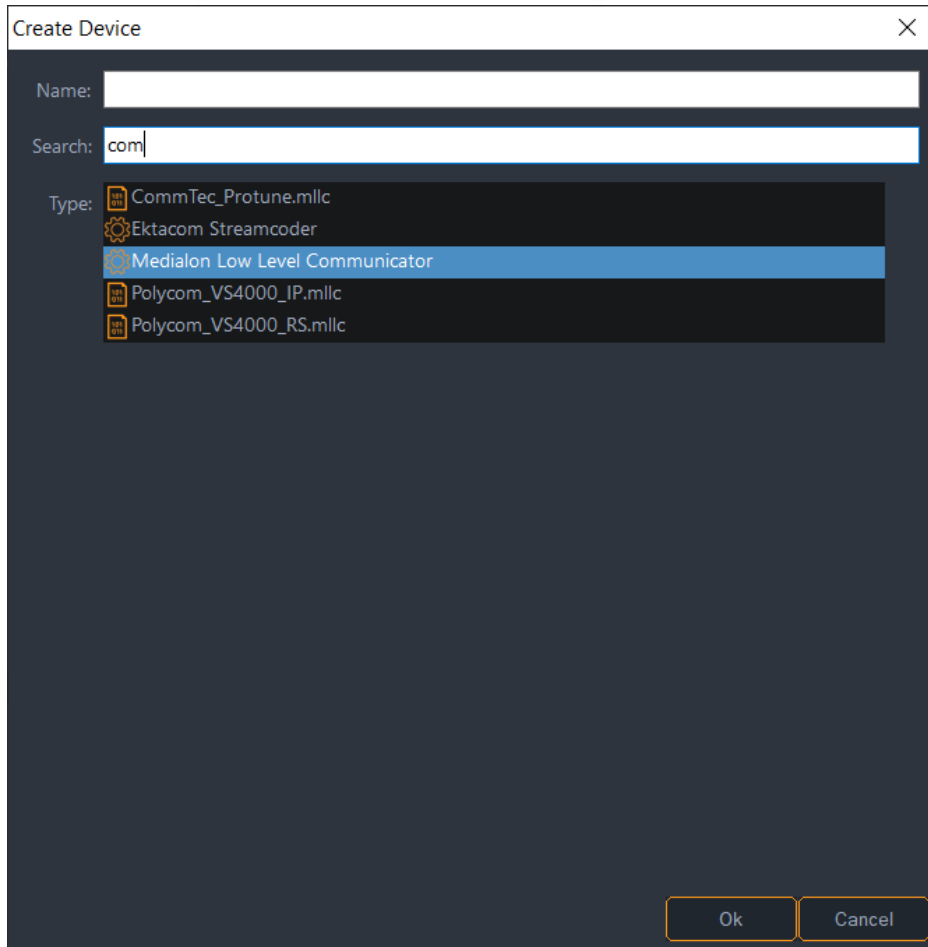 Create Device
Name:
Search: com
Type: CommTec_Protune.mllc
Ektacom Streamcoder
Medialon Low Level Communicator
Polycom_VS4000_IP.mllc
Polycom_VS4000_RS.mllc
Ok Cancel